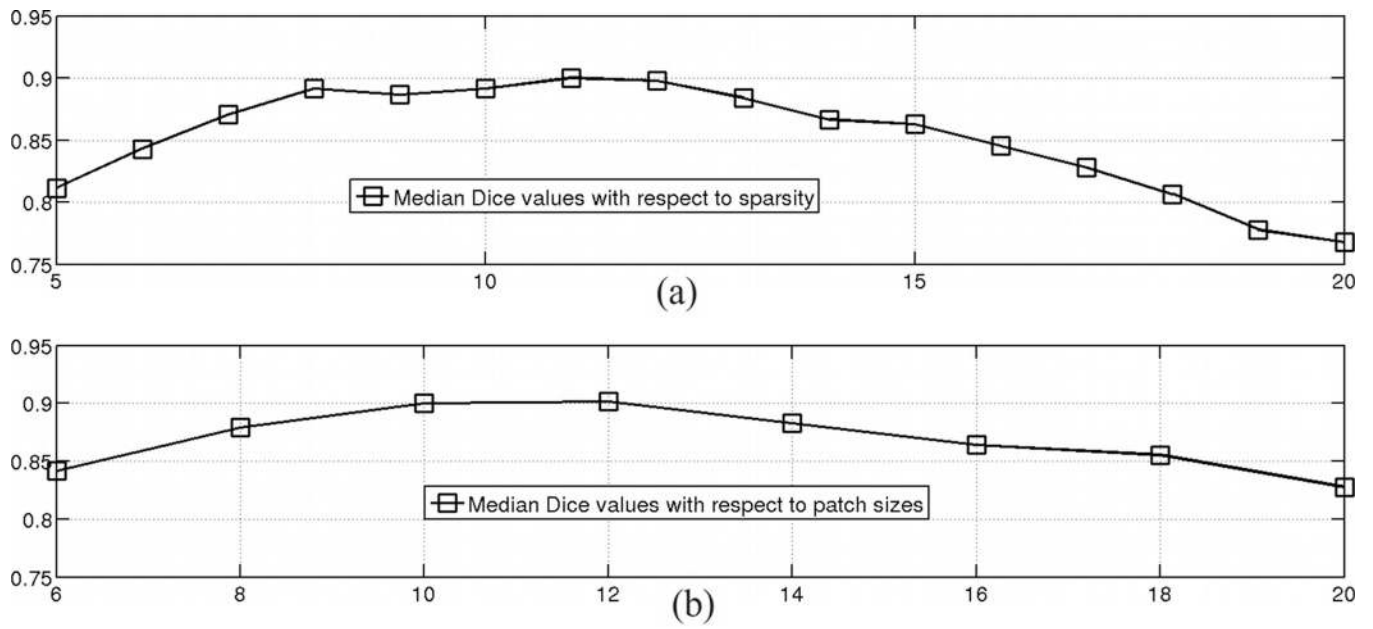 0.95
0.9
0.85
0.8
0.75
Median Dice values with respect to sparsity
5 10 15 20
(a)
0.95
0.9
0.85
0.8
0.75
Median Dice values with respect to patch sizes
6 8 10 12 14 16 18 20
(b)